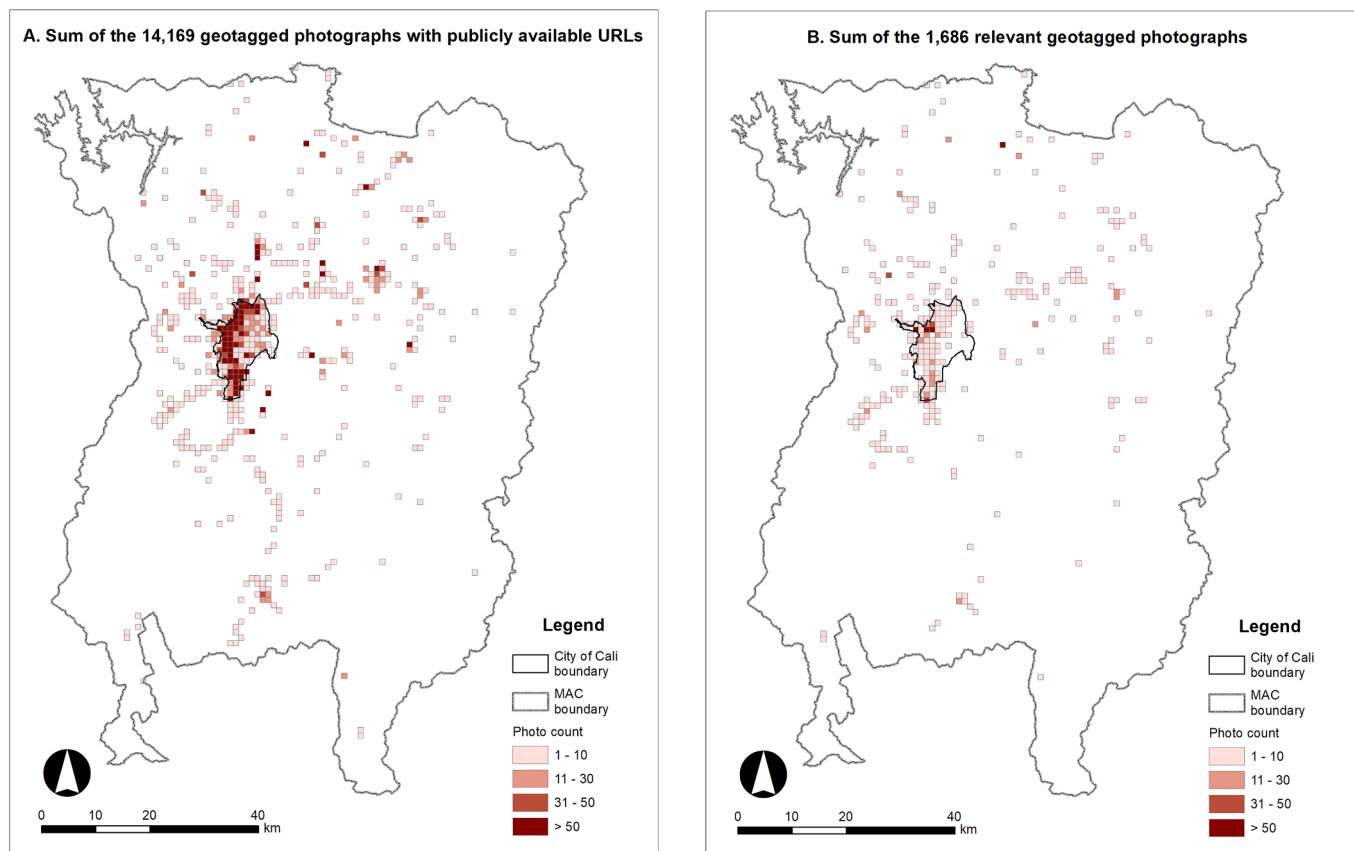 A. Sum of the 14,169 geotagged photographs with publicly available URLs
Legend
City of Cali
boundary
MAC
boundary
Photo count
1 - 10
11 - 30
31 - 50
> 50
0 10 20 40
km
B. Sum of the 1,686 relevant geotagged photographs
Legend
City of Cali
boundary
MAC
boundary
Photo count
1 - 10
11 - 30
31 - 50
> 50
0 10 20 40
km